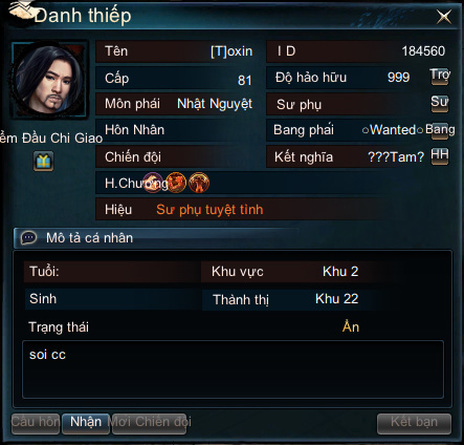 Danh thiếp
Tên [T]oxin I D 184560
Cấp 81 Độ hảo hữu 999 Trợ
Môn phái Nhật Nguyệt Sư phụ Sư
ểm Đầu Chi Giao Hôn Nhân Bang phái ○Wanted○ Bang
Chiến đội Kết nghĩa ???Tam? HH
H.Chương
Hiệu Sư phụ tuyệt tình
Mô tả cá nhân
Tuổi: Khu vực Khu 2
Sinh Thành thị Khu 22
Trạng thái Ẩn
soi cc
Cầu hôn Nhận Mời Chiến đội Kết bạn